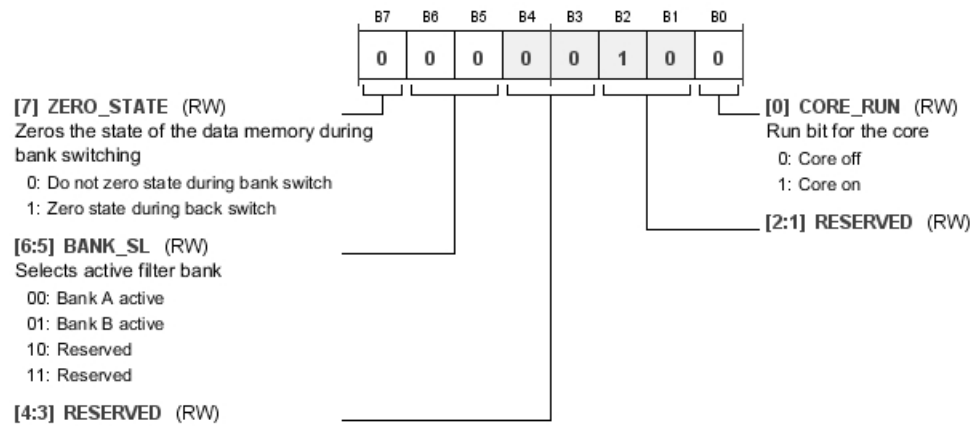 B7 B6 B5 B4 B3 B2 B1 B0
0 0 0 0 0 1 0 0
[7] ZERO_STATE (RW)
Zeros the state of the data memory during
bank switching
0: Do not zero state during bank switch
1: Zero state during back switch
[6:5] BANK_SL (RW)
Selects active filter bank
00: Bank A active
01: Bank B active
10: Reserved
11: Reserved
[4:3] RESERVED (RW)
[0] CORE_RUN (RW)
Run bit for the core
0: Core off
1: Core on
[2:1] RESERVED (RW)